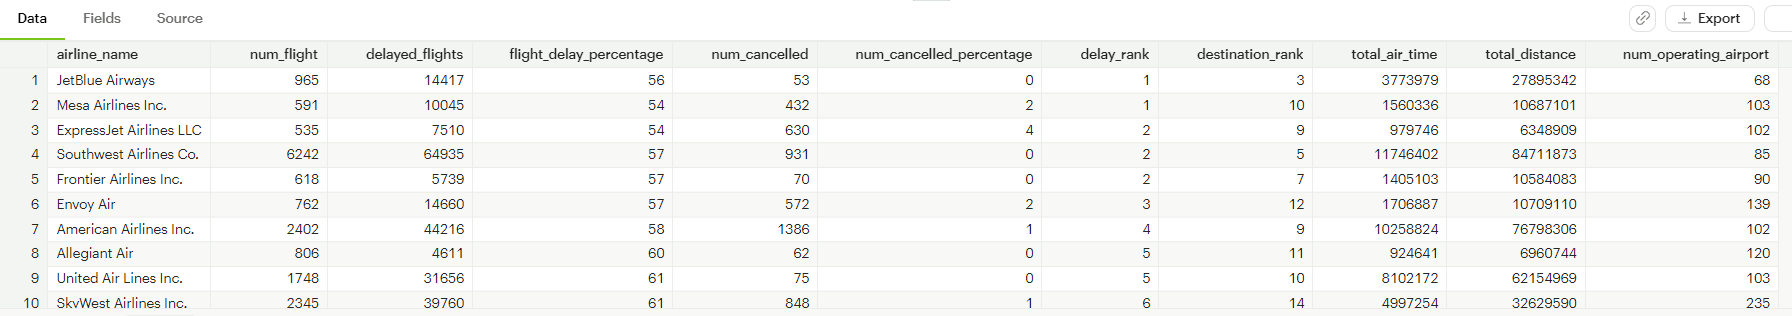 Data Fields Source Export
airline_name num_flight delayed_flights flight_delay_percentage num_cancelled num_cancelled_percentage delay_rank destination_rank total_air_time total_distance num_operating_airport
1 JetBlue Airways 965 14417 56 53 0 1 3 3773979 27895342 68
2 Mesa Airlines Inc. 591 10045 54 432 2 1 10 1560336 10687101 103
3 ExpressJet Airlines LLC 535 7510 54 630 4 2 9 979746 6348909 102
4 Southwest Airlines Co. 6242 64935 57 931 0 2 5 11746402 84711873 85
5 Frontier Airlines Inc. 618 5739 57 70 0 2 7 1405103 10584083 90
6 Envoy Air 762 14660 57 572 2 3 12 1706887 10709110 139
7 American Airlines Inc. 2402 44216 58 1386 1 4 9 10258824 76798306 102
8 Allegiant Air 806 4611 60 62 0 5 11 924641 6960744 120
9 United Air Lines Inc. 1748 31656 61 75 0 5 10 8102172 62154969 103
10 SkyWest Airlines Inc. 2345 39760 61 848 1 6 14 4997254 32629590 235